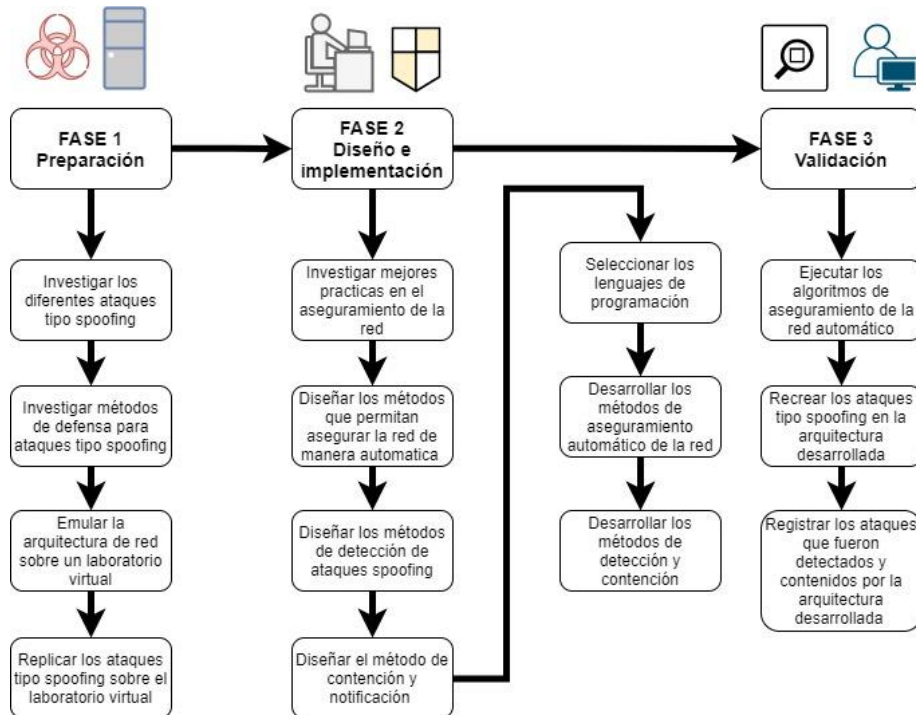 FASE 1
Preparación
Investigar los
diferentes ataques
tipo spoofing
Investigar métodos
de defensa para
ataques tipo spoofing
Emular la
arquitectura de red
sobre un laboratorio
virtual
Replicar los ataques
tipo spoofing sobre el
laboratorio virtual
FASE 2
Diseño e
implementación
Investigar mejores
practicas en el
aseguramiento de la
red
Diseñar los métodos
que permitan
asegurar la red de
manera automatica
Diseñar los métodos
de detección de
ataques spoofing
Diseñar el método de
contención y
notificación
Seleccionar los
lenguajes de
programación
Desarrollar los
métodos de
aseguramiento
automático de la red
Desarrollar los
métodos de
detección y
contención
FASE 3
Validación
Ejecutar los
algoritmos de
aseguramiento de la
red automático
Recrear los ataques
tipo spoofing en la
arquitectura
desarrollada
Registrar los ataques
que fueron
detectados y
contenidos por la
arquitectura
desarrollada